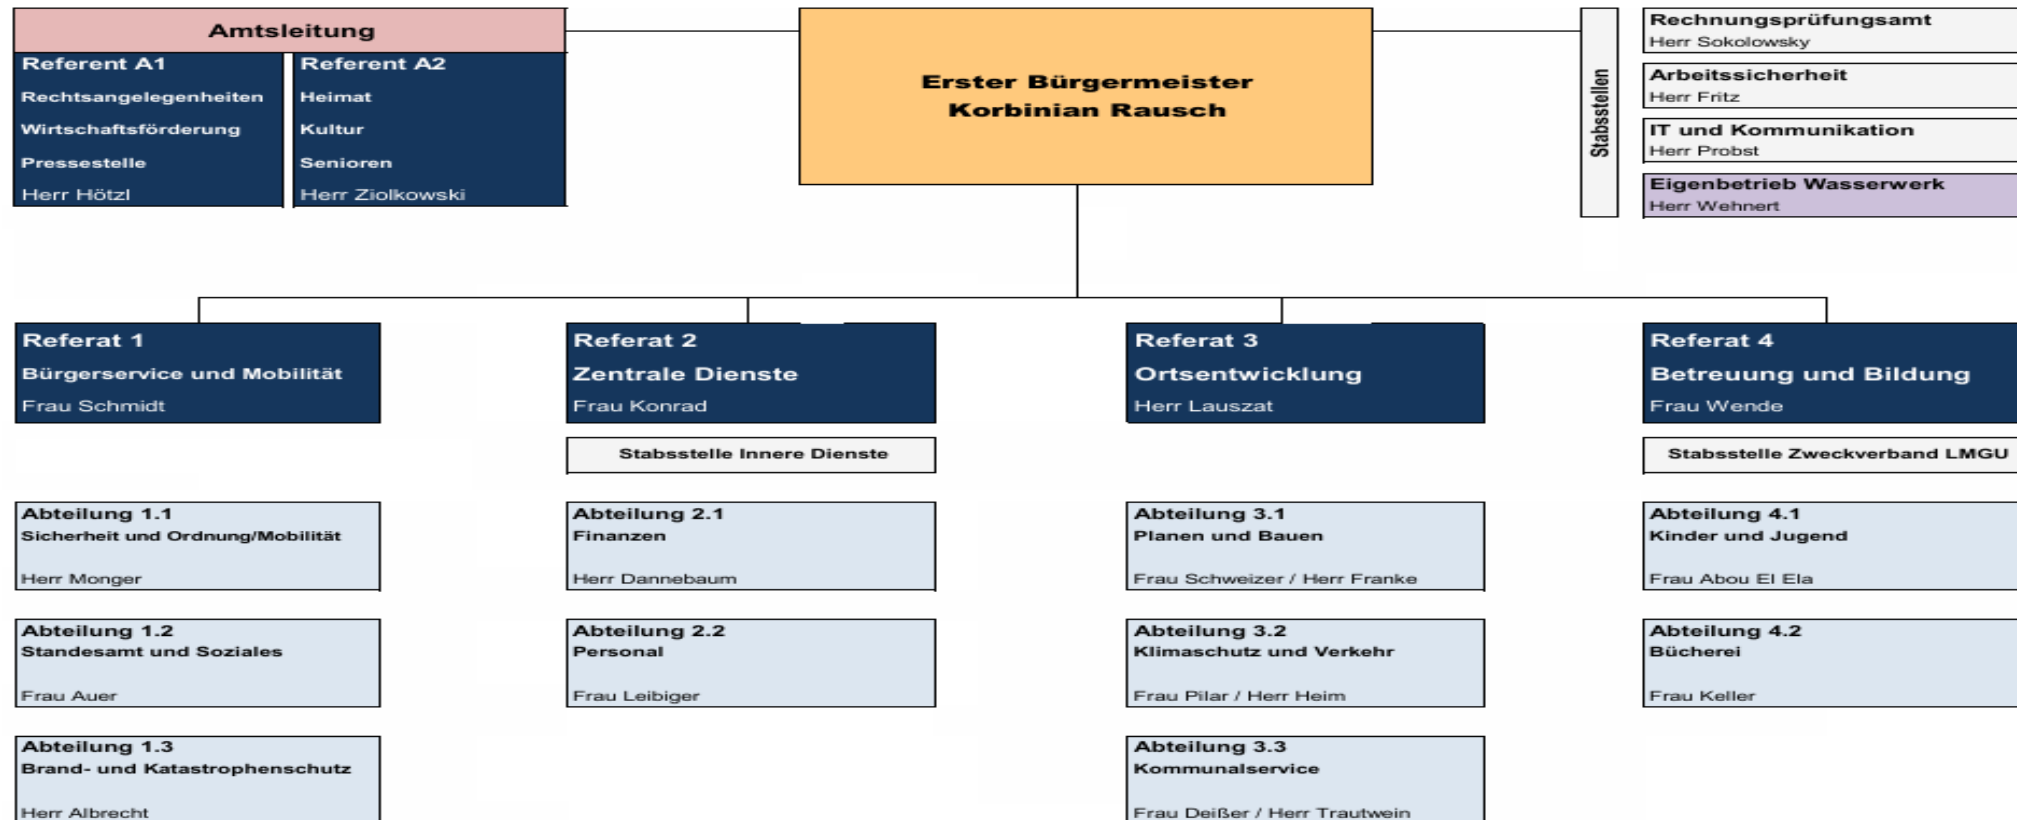 Amtsleitung
Referent A1
Rechtsangelegenheiten
Wirtschaftsförderung
Pressestelle
Herr Hötzl
Referent A2
Heimat
Kultur
Senioren
Herr Ziolkowski
Erster Bürgermeister
Korbinian Rausch
Stabsstellen
Rechnungsprüfungsamt
Herr Sokolowsky
Arbeitssicherheit
Herr Fritz
IT und Kommunikation
Herr Probst
Eigenbetrieb Wasserwerk
Herr Wehnert
Referat 1
Bürgerservice und Mobilität
Frau Schmidt
Abteilung 1.1
Sicherheit und Ordnung/Mobilität
Herr Monger
Abteilung 1.2
Standesamt und Soziales
Frau Auer
Abteilung 1.3
Brand- und Katastrophenschutz
Herr Albrecht
Referat 2
Zentrale Dienste
Frau Konrad
Stabsstelle Innere Dienste
Abteilung 2.1
Finanzen
Herr Dannebaum
Abteilung 2.2
Personal
Frau Leibiger
Referat 3
Ortsentwicklung
Herr Lauszat
Abteilung 3.1
Planen und Bauen
Frau Schweizer / Herr Franke
Abteilung 3.2
Klimaschutz und Verkehr
Frau Pilar / Herr Heim
Abteilung 3.3
Kommunalservice
Frau Deißer / Herr Trautwein
Referat 4
Betreuung und Bildung
Frau Wende
Stabsstelle Zweckverband LMGU
Abteilung 4.1
Kinder und Jugend
Frau Abou El Ela
Abteilung 4.2
Bücherei
Frau Keller